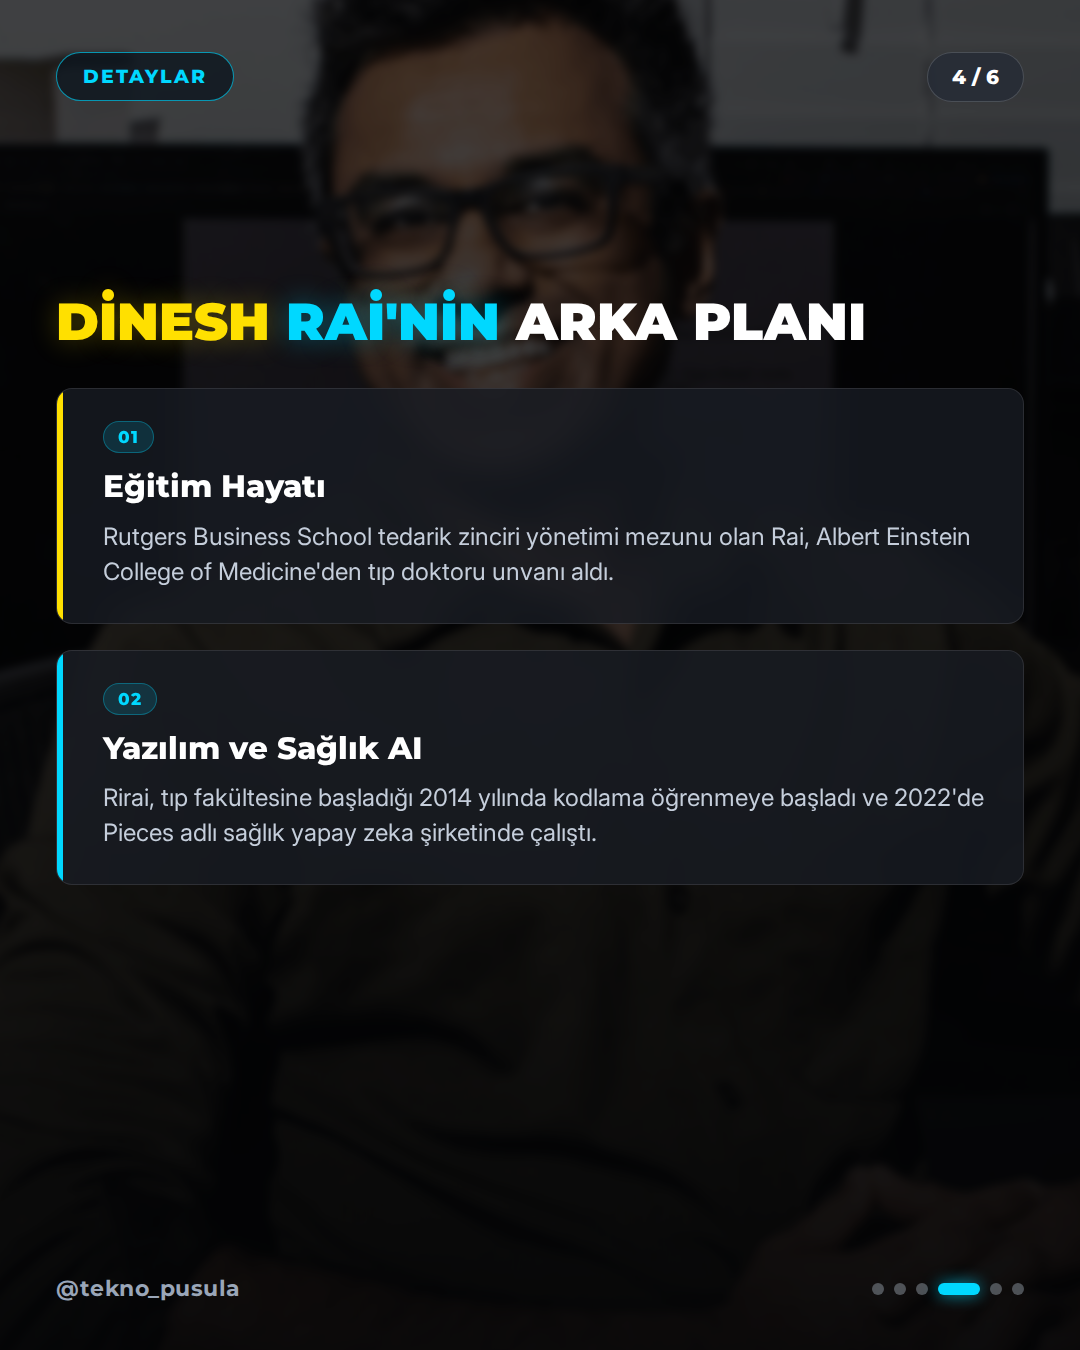 DETAYLAR
4 / 6
DİNESH RAİ'NİN ARKA PLANI
01
Eğitim Hayatı
Rutgers Business School tedarik zinciri yönetimi mezunu olan Rai, Albert Einstein
College of Medicine'den tıp doktoru unvanı aldı.
02
Yazılım ve Sağlık AI
Rirai, tıp fakültesine başladığı 2014 yılında kodlama öğrenmeye başladı ve 2022'de
Pieces adlı sağlık yapay zeka şirketinde çalıştı.
@tekno_pusula